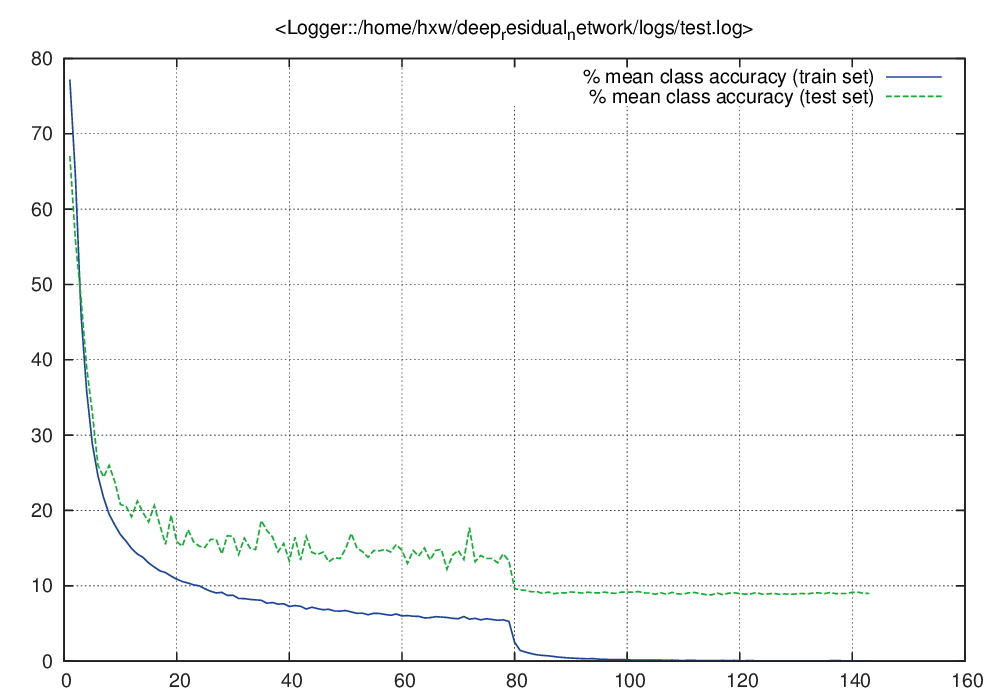 <Logger::/home/hxw/deepresidualnetwork/logs/test.log>
% mean class accuracy (train set)
% mean class accuracy (test set)
80
70
60
50
40
30
20
10
0
0 20 40 60 80 100 120 140 160